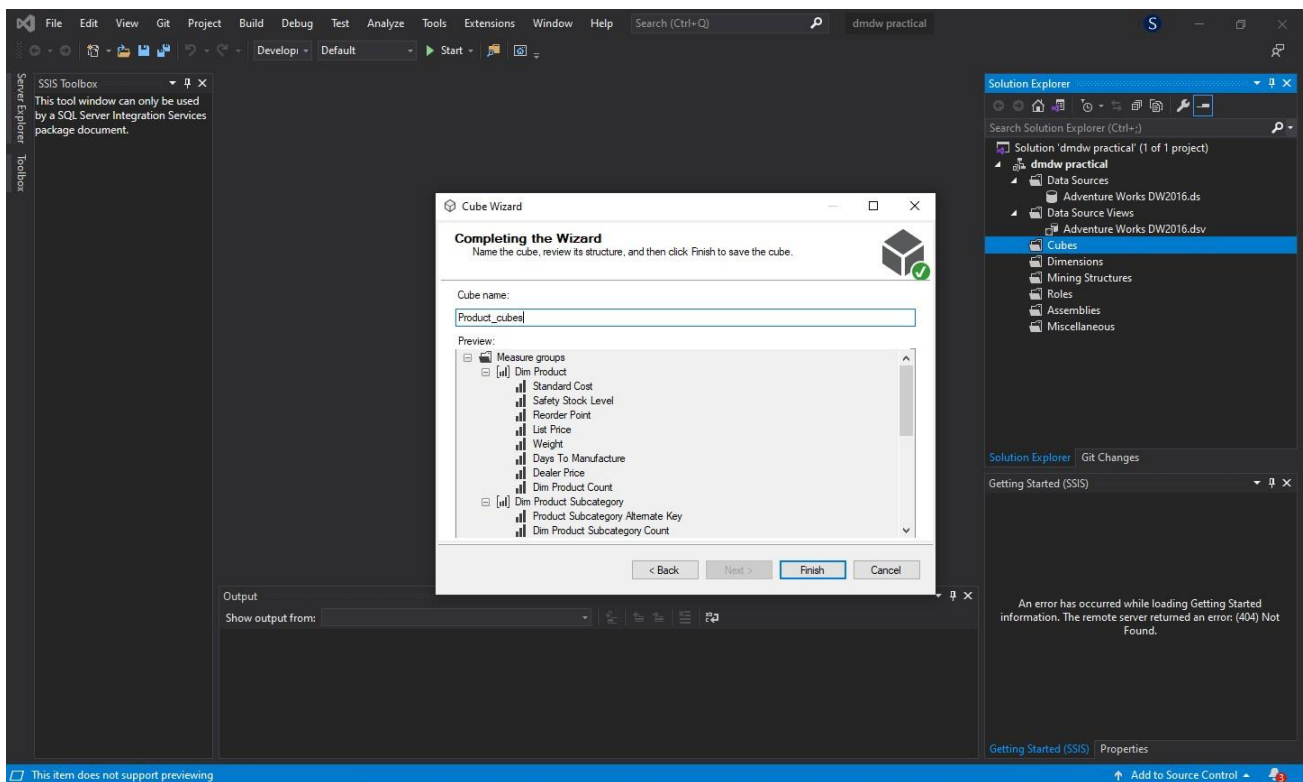 File Edit View Git Project Build Debug Test Analyze Tools Extensions Window Help Search (Ctrl+Q) dmdw practical S
Developi Default Start
Server Explorer
Toolbox
SSIS Toolbox
This tool window can only be used
by a SQL Server Integration Services
package document.
Cube Wizard
Completing the Wizard
Name the cube, review its structure, and then click Finish to save the cube.
Cube name:
Product_cubes
Preview:
Measure groups
Dim Product
Standard Cost
Safety Stock Level
Reorder Point
List Price
Weight
Days To Manufacture
Dealer Price
Dim Product Count
Dim Product Subcategory
Product Subcategory Alternate Key
Dim Product Subcategory Count
< Back Next > Finish Cancel
Output
Show output from:
Solution Explorer
Search Solution Explorer (Ctrl+;)
Solution 'dmdw practical' (1 of 1 project)
dmdw practical
Data Sources
Adventure Works DW2016.ds
Data Source Views
Adventure Works DW2016.dsv
Cubes
Dimensions
Mining Structures
Roles
Assemblies
Miscellaneous
Solution Explorer Git Changes
Getting Started (SSIS)
An error has occurred while loading Getting Started
information. The remote server returned an error: (404) Not
Found.
Getting Started (SSIS) Properties
This item does not support previewing
Add to Source Control
3